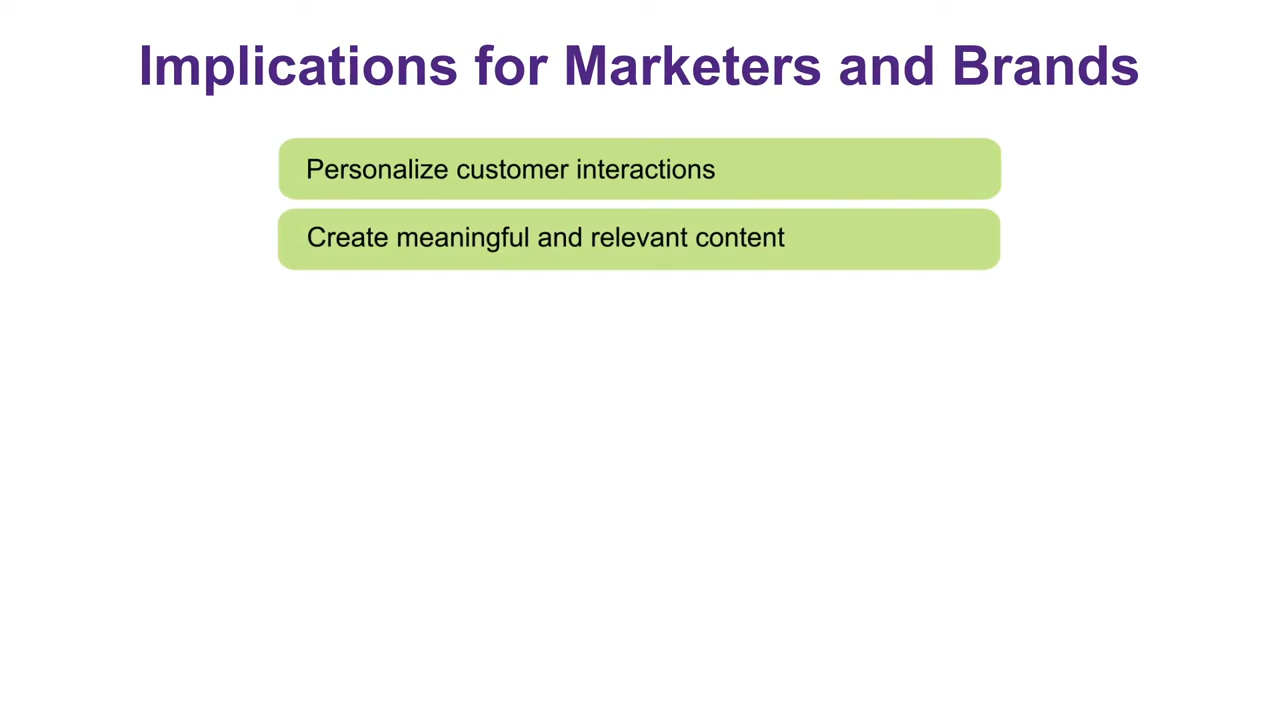 Implications for Marketers and Brands
Personalize customer interactions
Create meaningful and relevant content